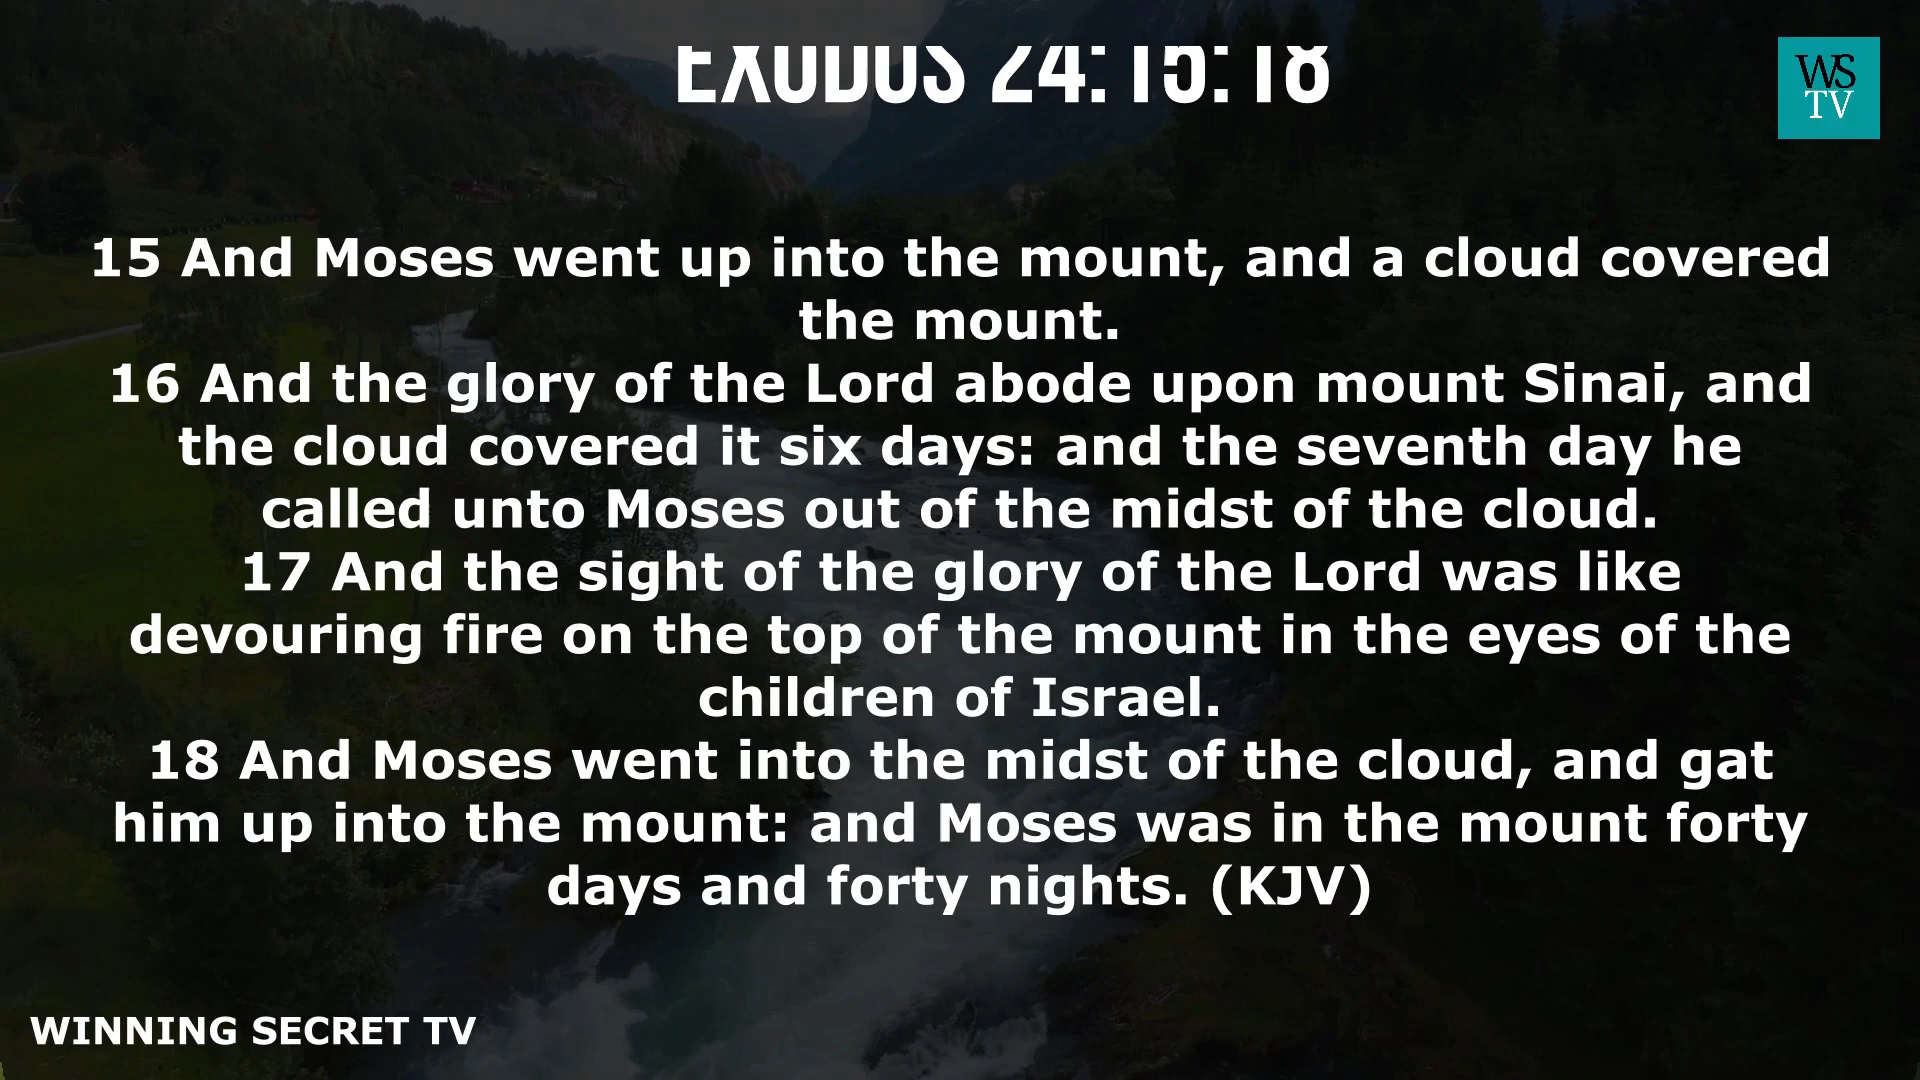 EXODUS 24:15:18
WS
TV
15 And Moses went up into the mount, and a cloud covered
the mount.
16 And the glory of the Lord abode upon mount Sinai, and
the cloud covered it six days: and the seventh day he
called unto Moses out of the midst of the cloud.
17 And the sight of the glory of the Lord was like
devouring fire on the top of the mount in the eyes of the
children of Israel.
18 And Moses went into the midst of the cloud, and gat
him up into the mount: and Moses was in the mount forty
days and forty nights. (KJV)
WINNING SECRET TV